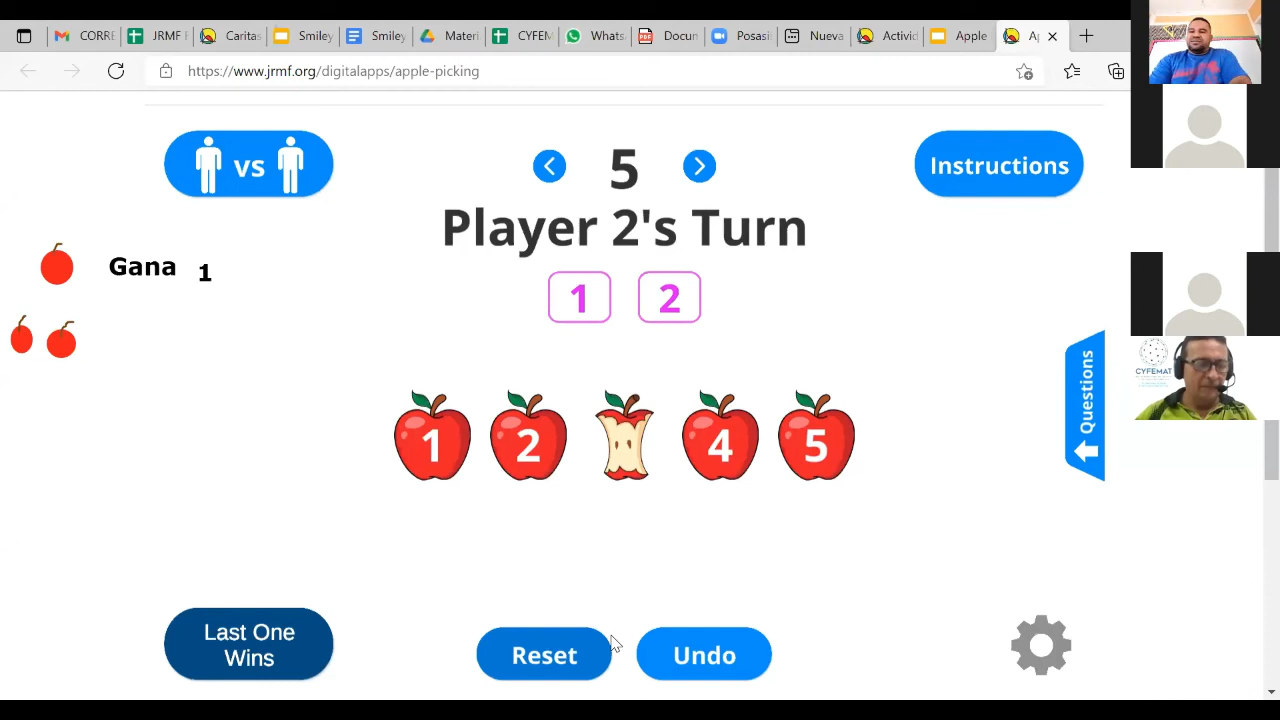 CORRE
JRMF F
Caritas
Smiley
Smiley
Mate
CYFEM
Whats
Docun
Posasi
Nueva
Activid
Apple
https://www.jrmf.org/digitalapps/apple-picking
vs
5
Instructions
Player 2's Turn
Gana 1
1 2
CYFEMAT
Questions
1 2 4 5
Last One
Wins
Reset
Undo